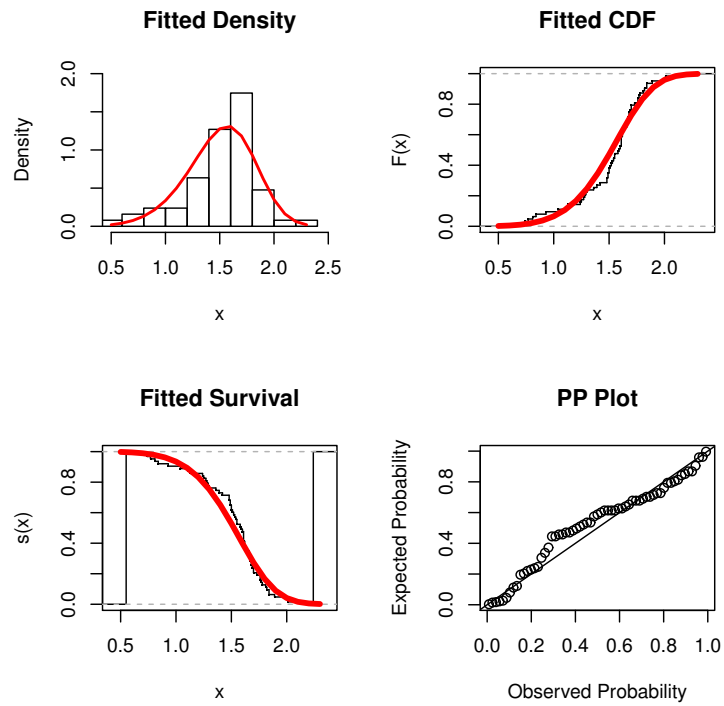 Fitted Density
Density
0.0 1.0 2.0
0.5 1.0 1.5 2.0 2.5
x
Fitted CDF
F(x)
0.0 0.4 0.8
0.5 1.0 1.5 2.0
x
Fitted Survival
s(x)
0.0 0.4 0.8
0.5 1.0 1.5 2.0
x
PP Plot
Expected Probability
0.0 0.4 0.8
0.0 0.2 0.4 0.6 0.8 1.0
Observed Probability